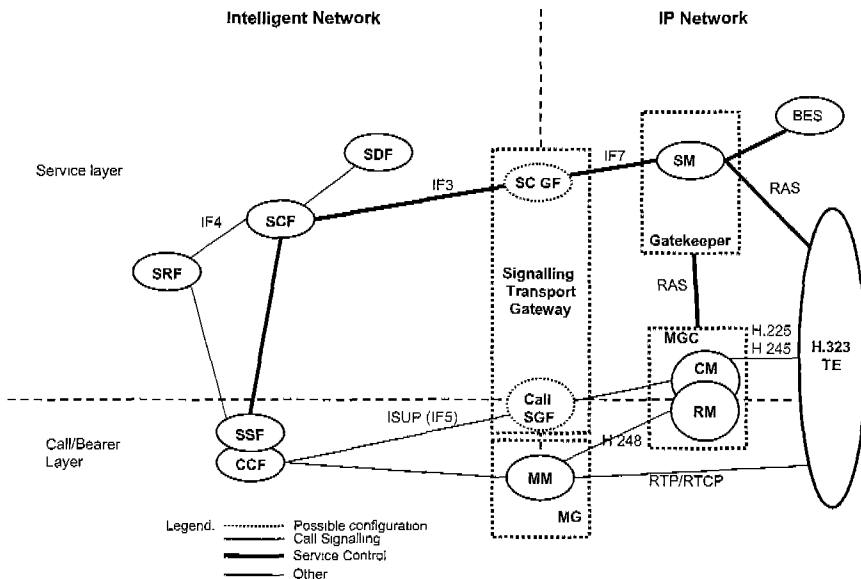 Intelligent Network
IP Network
BES
Service layer
SDF
IF3
SC GF
IF7
SM
RAS
IF4
SCF
SRF
Signalling
Transport
Gateway
Gatekeeper
RAS
MGC
H.225
H 245
H.323
TE
CM
RM
Call
SGF
Call/Bearer
Layer
SSF
CCF
ISUP (IF5)
H 248
MM
RTP/RTCP
MG
Legend.
Possible configuration
Call Signalling
Service Control
Other